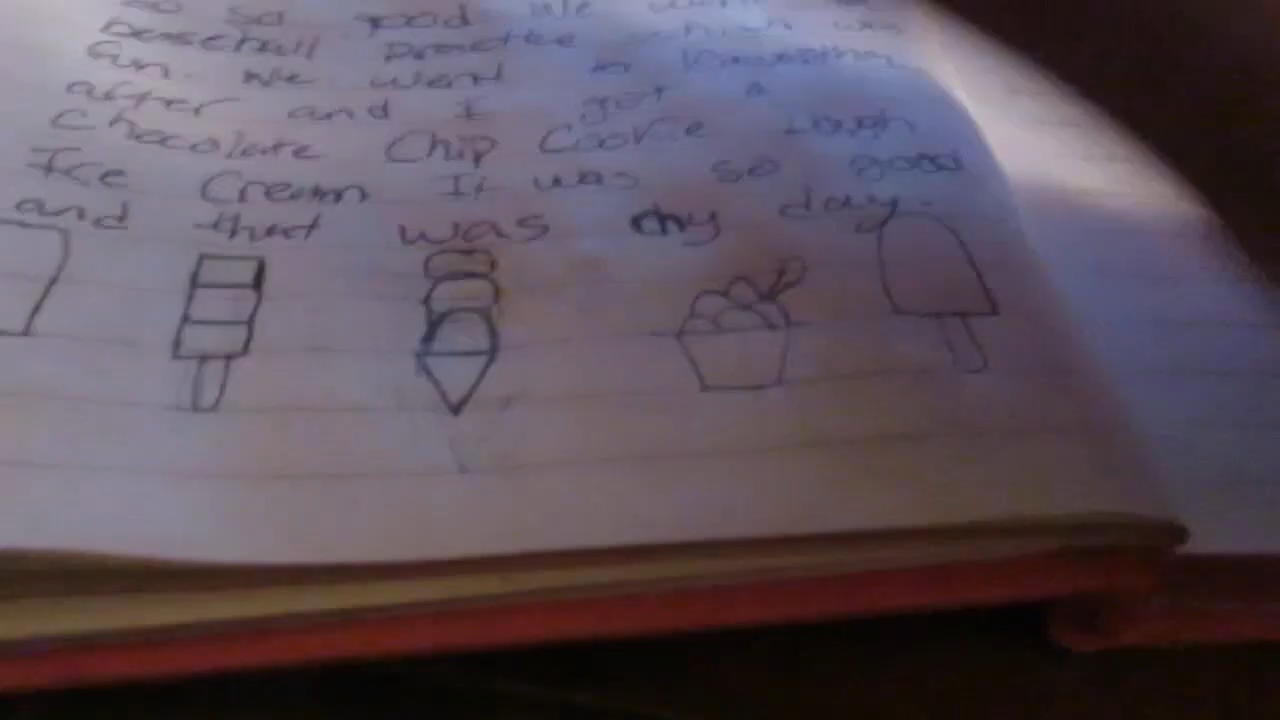 so so good we
Baseball Practice which was
fun. we went
after and I got a
Chocolate Chip Cookie Dough
Ice Cream It was so good
and that was my day.